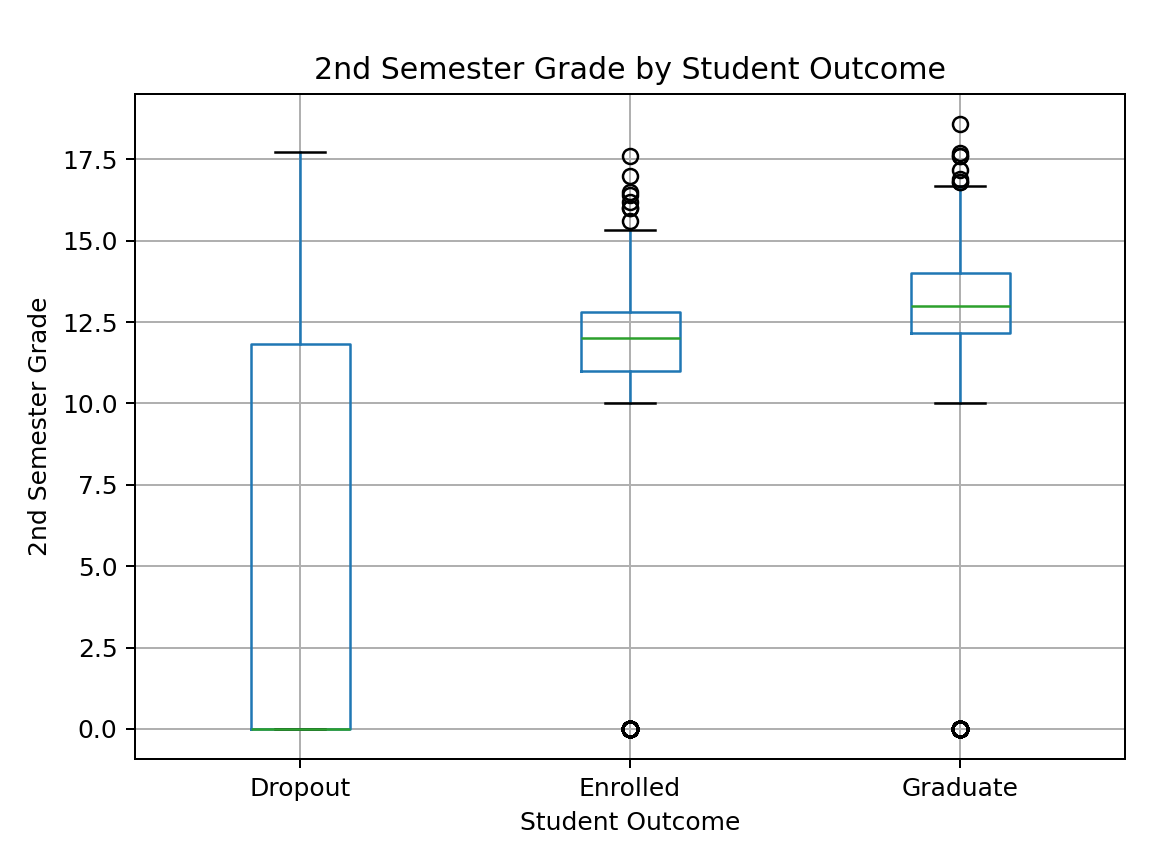 2nd Semester Grade by Student Outcome
2nd Semester Grade
17.5
15.0
12.5
10.0
7.5
5.0
2.5
0.0
Dropout Enrolled Graduate
Student Outcome